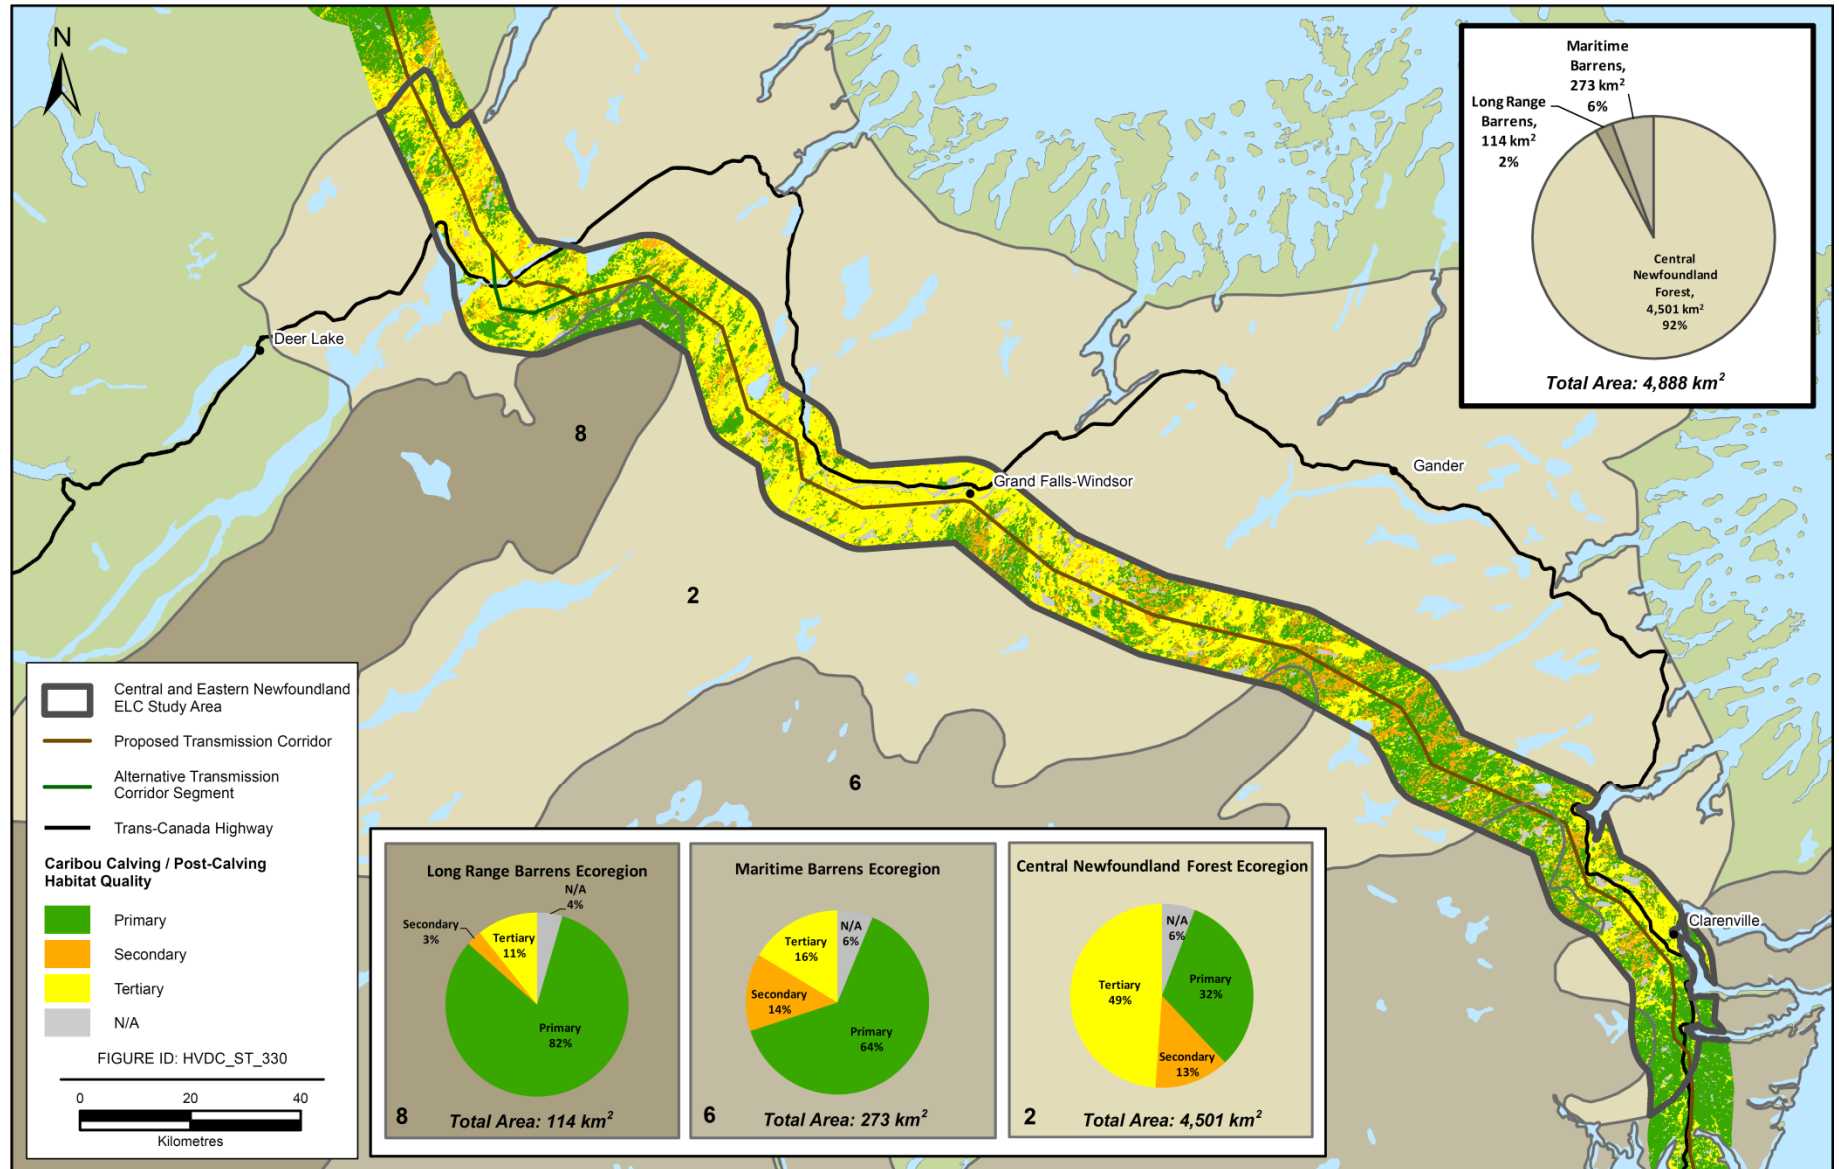 N
Maritime
Barrens,
273 km²
6%
Long Range
Barrens,
114 km²
2%
Central
Newfoundland
Forest,
4,501 km²
92%
Total Area: 4,888 km²
Deer Lake
8
Gander
Grand Falls-Windsor
2
6
Clarenville
Central and Eastern Newfoundland
ELC Study Area
Proposed Transmission Corridor
Alternative Transmission
Corridor Segment
Trans-Canada Highway
Caribou Calving / Post-Calving
Habitat Quality
Primary
Secondary
Tertiary
N/A
FIGURE ID: HVDC_ST_330
0 20 40
Kilometres
Long Range Barrens Ecoregion
N/A
4%
Secondary
3%
Tertiary
11%
Primary
82%
8
Total Area: 114 km²
Maritime Barrens Ecoregion
N/A
6%
Tertiary
16%
Secondary
14%
Primary
64%
6
Total Area: 273 km²
Central Newfoundland Forest Ecoregion
N/A
6%
Tertiary
49%
Primary
32%
Secondary
13%
2
Total Area: 4,501 km²